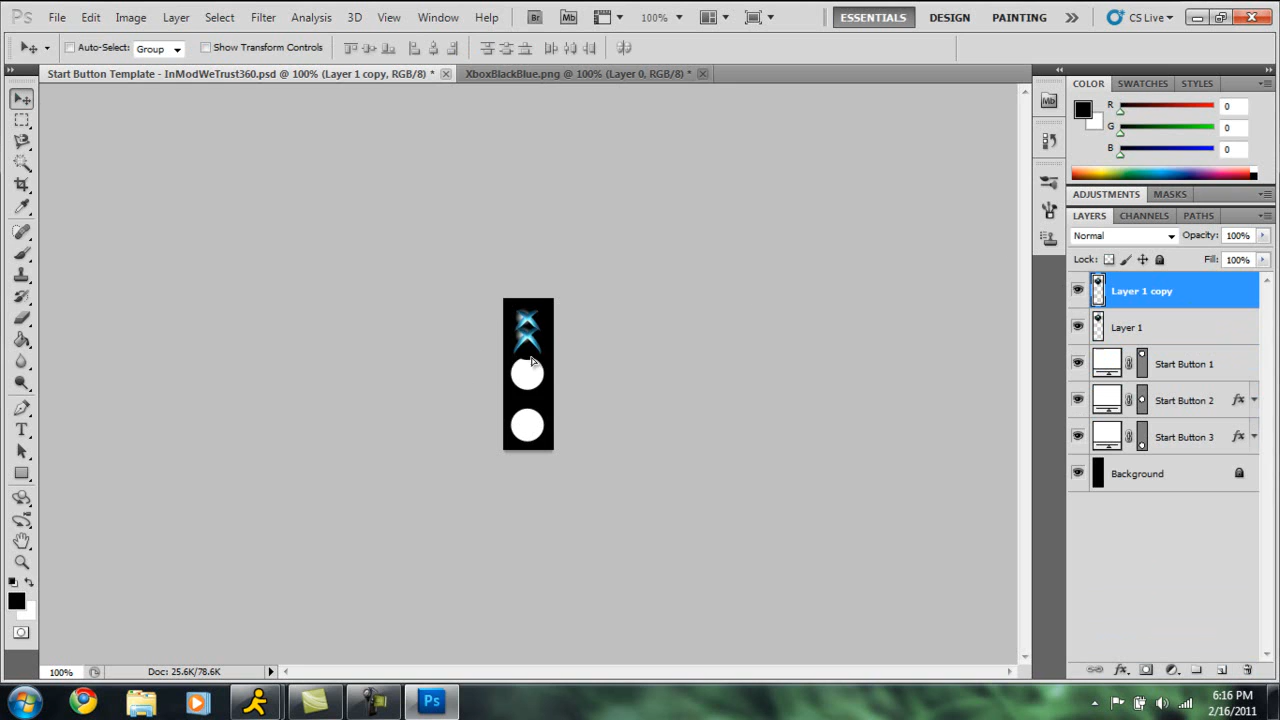 Ps File Edit Image Layer Select Filter Analysis 3D View Window Help Br Mb 100% ESSENTIALS DESIGN PAINTING CS Live
Auto-Select: Group Show Transform Controls
Start Button Template - InModWeTrust360.psd @ 100% (Layer 1 copy, RGB/8) * XboxBlackBlue.png @ 100% (Layer 0, RGB/8) *
COLOR SWATCHES STYLES
Mb
R 0
G 0
B 0
ADJUSTMENTS MASKS
LAYERS CHANNELS PATHS
Normal Opacity: 100%
Lock: Fill: 100%
Layer 1 copy
Layer 1
Start Button 1
Start Button 2 fx
Start Button 3 fx
Background
T
100% Doc: 25.6K/78.6K
fx
Ps
6:16 PM
2/16/2011